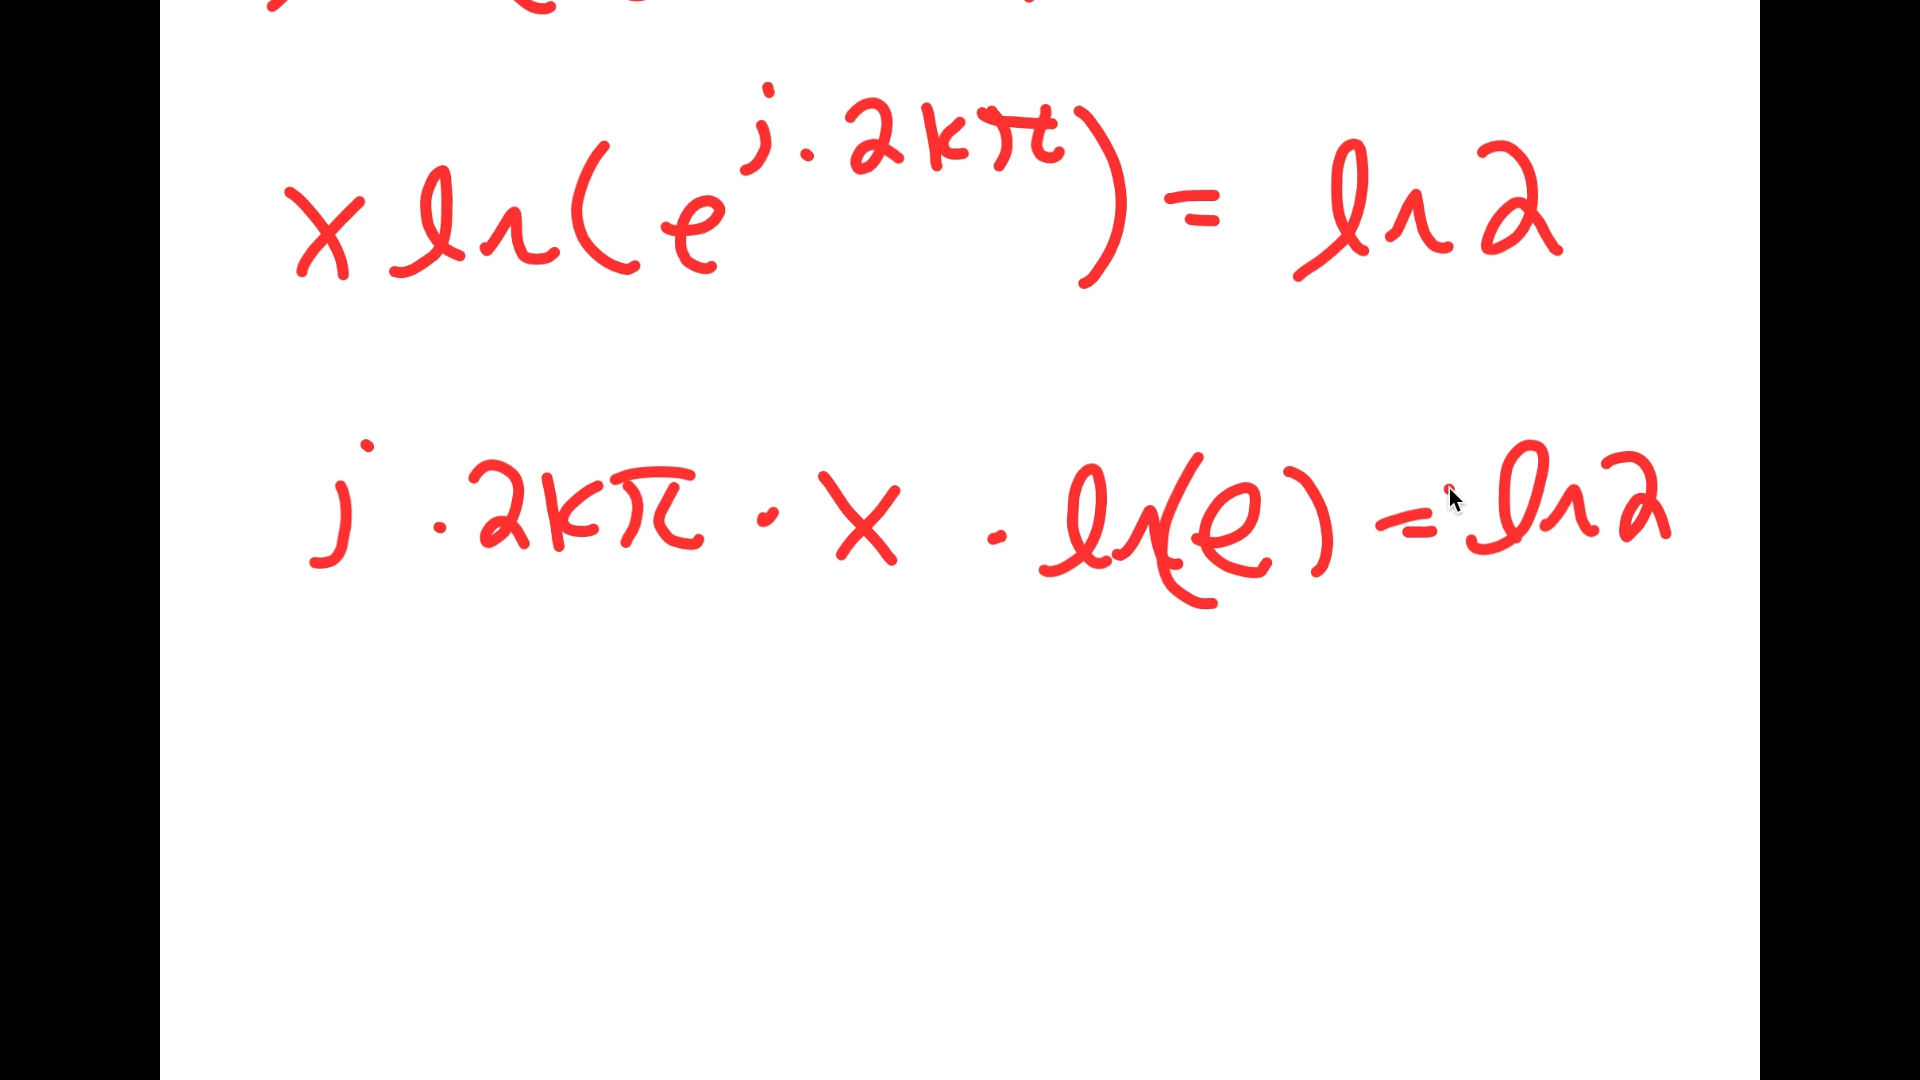 x ln(e^{j.2kπ}) = ln2
j . 2kπ . x . ln(e) = ln2